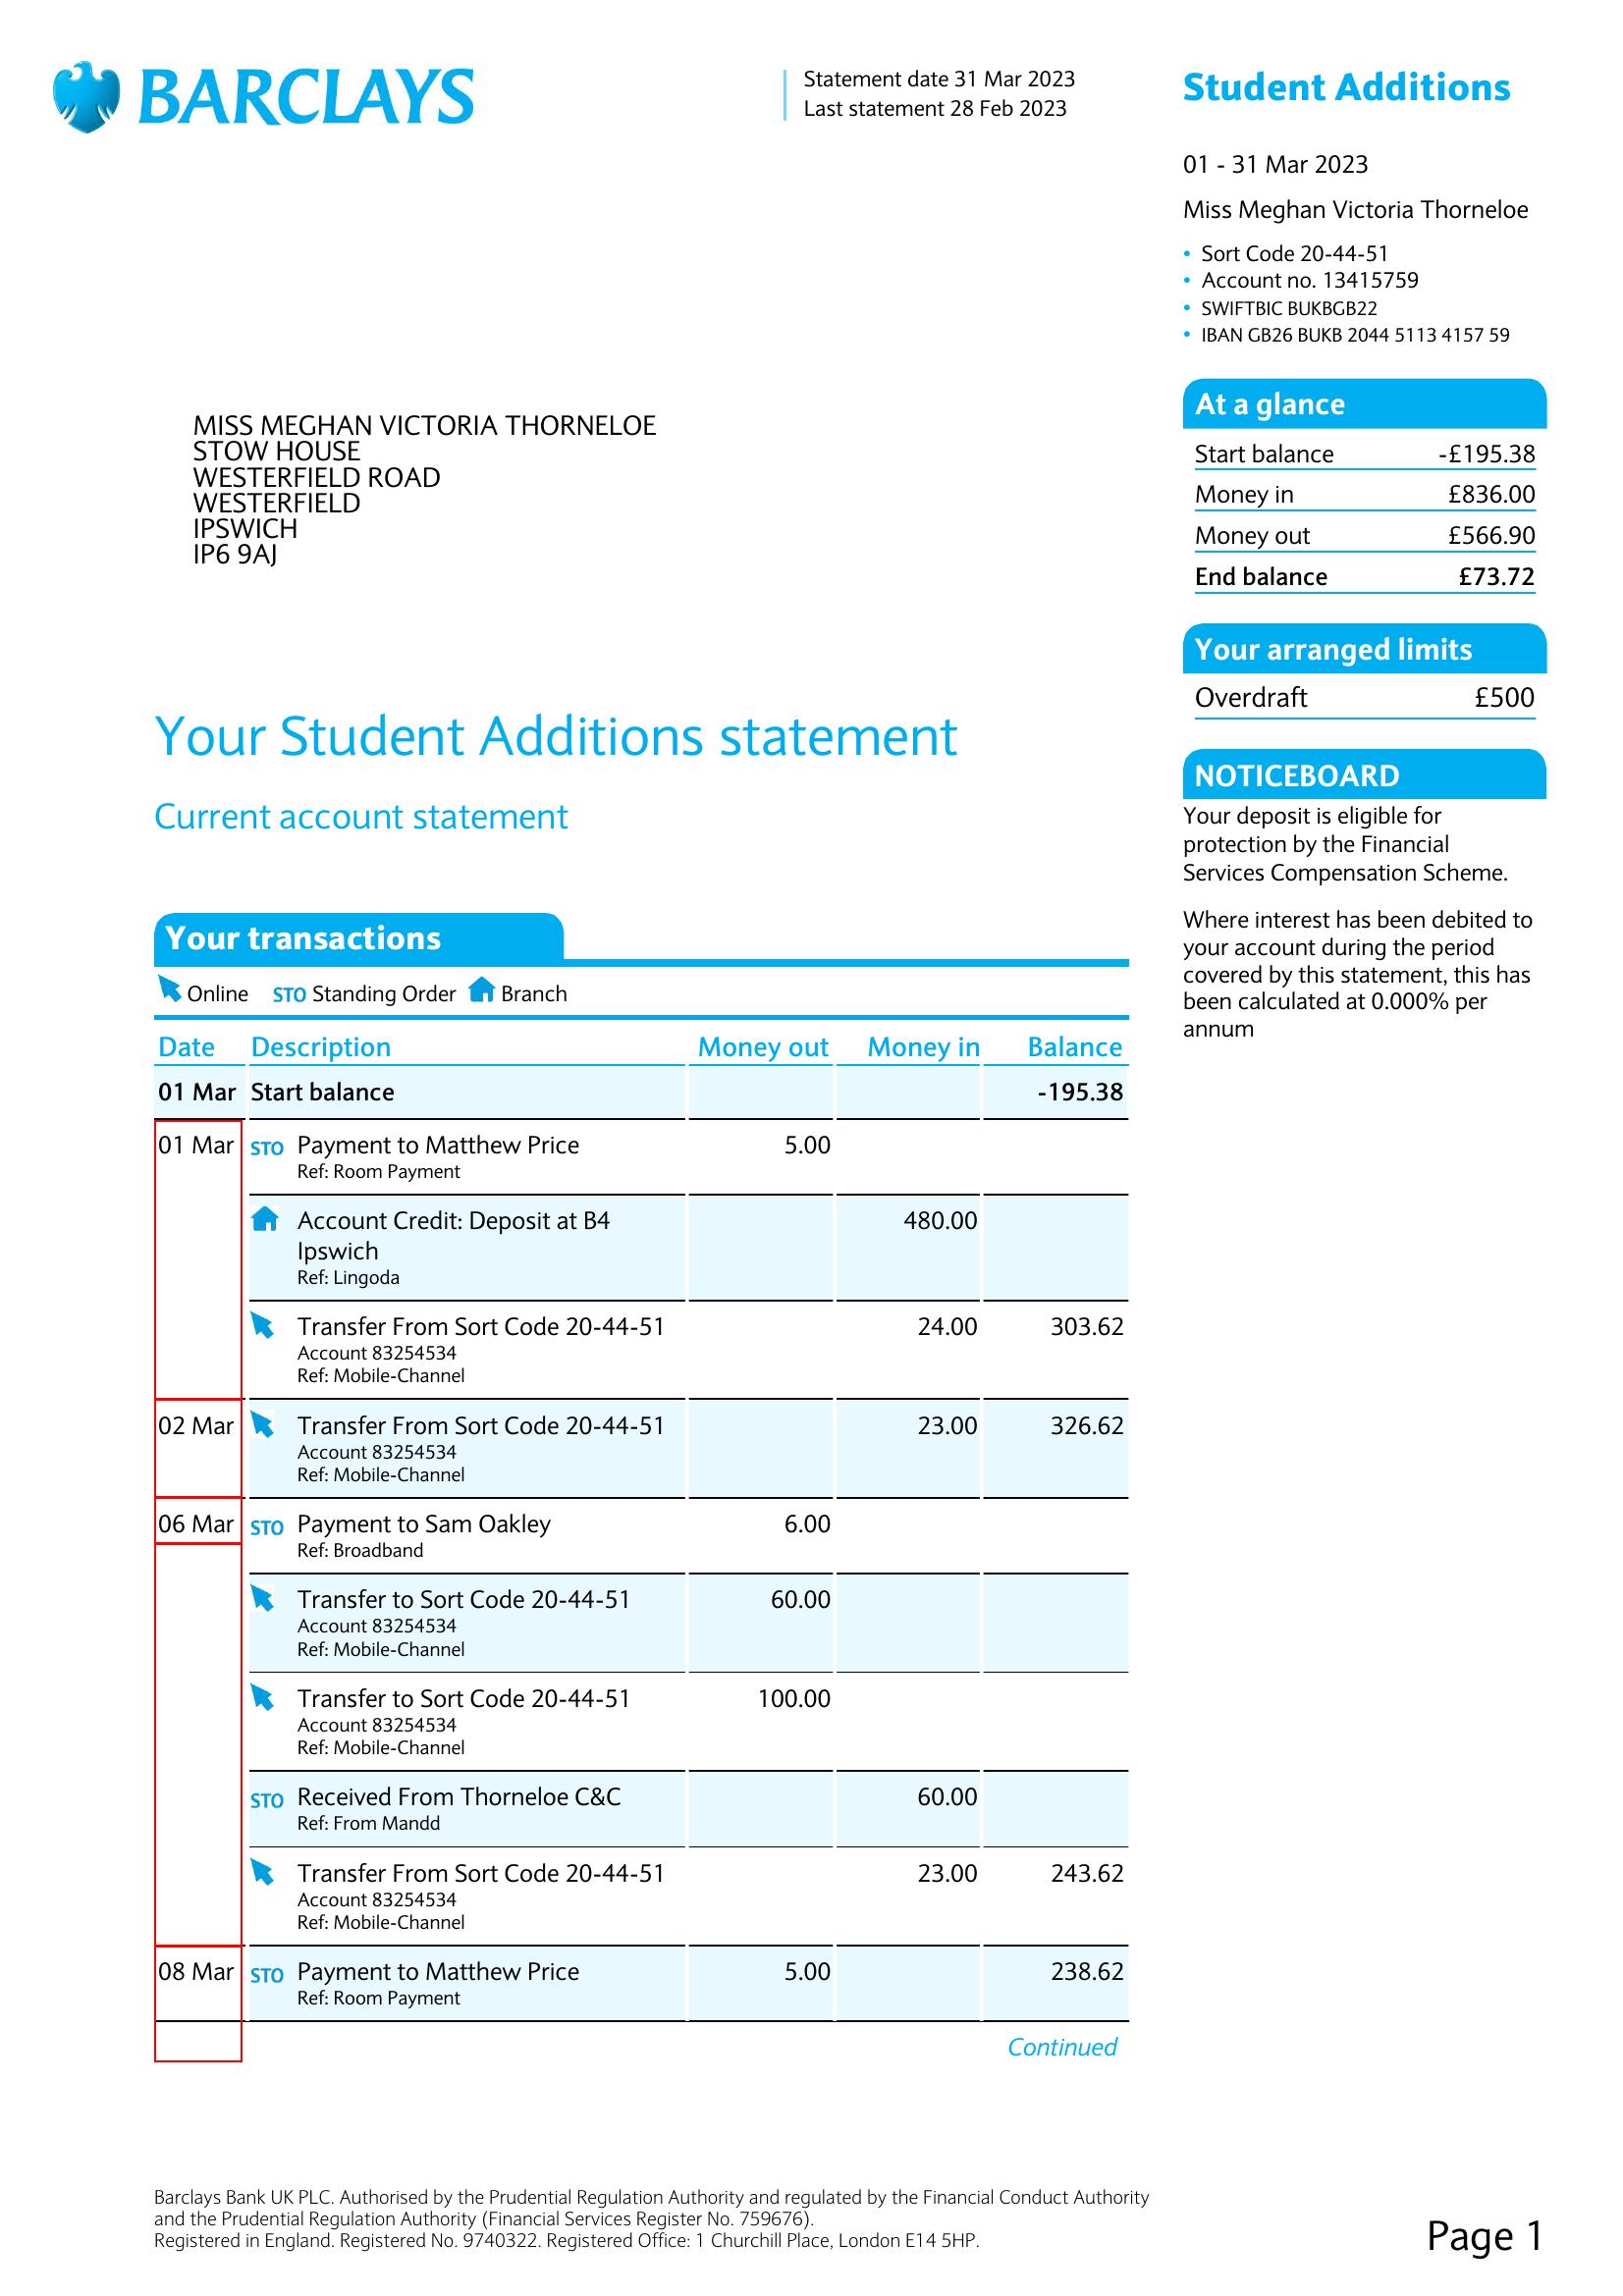 BARCLAYS
Statement date 31 Mar 2023
Last statement 28 Feb 2023
Student Additions
01 - 31 Mar 2023
Miss Meghan Victoria Thorneloe
• Sort Code 20-44-51
• Account no. 13415759
• SWIFTBIC BUKBGB22
• IBAN GB26 BUKB 2044 5113 4157 59
MISS MEGHAN VICTORIA THORNELOE
STOW HOUSE
WESTERFIELD ROAD
WESTERFIELD
IPSWICH
IP6 9AJ
At a glance
Start balance -£195.38
Money in £836.00
Money out £566.90
End balance £73.72
Your arranged limits
Overdraft £500
NOTICEBOARD
Your deposit is eligible for
protection by the Financial
Services Compensation Scheme.
Where interest has been debited to
your account during the period
covered by this statement, this has
been calculated at 0.000% per
annum
Your Student Additions statement
Current account statement
Your transactions
Online STO Standing Order Branch
Date Description Money out Money in Balance
01 Mar Start balance -195.38
01 Mar STO Payment to Matthew Price 5.00
Ref: Room Payment
Account Credit: Deposit at B4 480.00
Ipswich
Ref: Lingoda
Transfer From Sort Code 20-44-51 24.00 303.62
Account 83254534
Ref: Mobile-Channel
02 Mar Transfer From Sort Code 20-44-51 23.00 326.62
Account 83254534
Ref: Mobile-Channel
06 Mar STO Payment to Sam Oakley 6.00
Ref: Broadband
Transfer to Sort Code 20-44-51 60.00
Account 83254534
Ref: Mobile-Channel
Transfer to Sort Code 20-44-51 100.00
Account 83254534
Ref: Mobile-Channel
STO Received From Thorneloe C&C 60.00
Ref: From Mandd
Transfer From Sort Code 20-44-51 23.00 243.62
Account 83254534
Ref: Mobile-Channel
08 Mar STO Payment to Matthew Price 5.00 238.62
Ref: Room Payment
Continued
Barclays Bank UK PLC. Authorised by the Prudential Regulation Authority and regulated by the Financial Conduct Authority
and the Prudential Regulation Authority (Financial Services Register No. 759676).
Registered in England. Registered No. 9740322. Registered Office: 1 Churchill Place, London E14 5HP.
Page 1